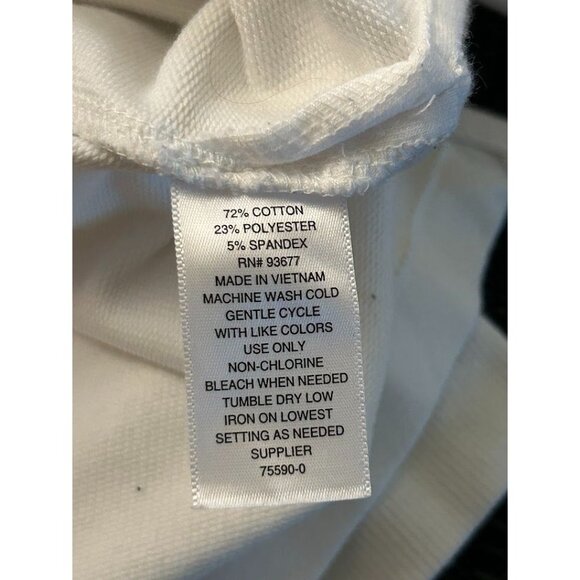 72% COTTON
23% POLYESTER
5% SPANDEX
RN# 93677
MADE IN VIETNAM
MACHINE WASH COLD
GENTLE CYCLE
WITH LIKE COLORS
USE ONLY
NON-CHLORINE
BLEACH WHEN NEEDED
TUMBLE DRY LOW
IRON ON LOWEST
SETTING AS NEEDED
SUPPLIER
75590-0